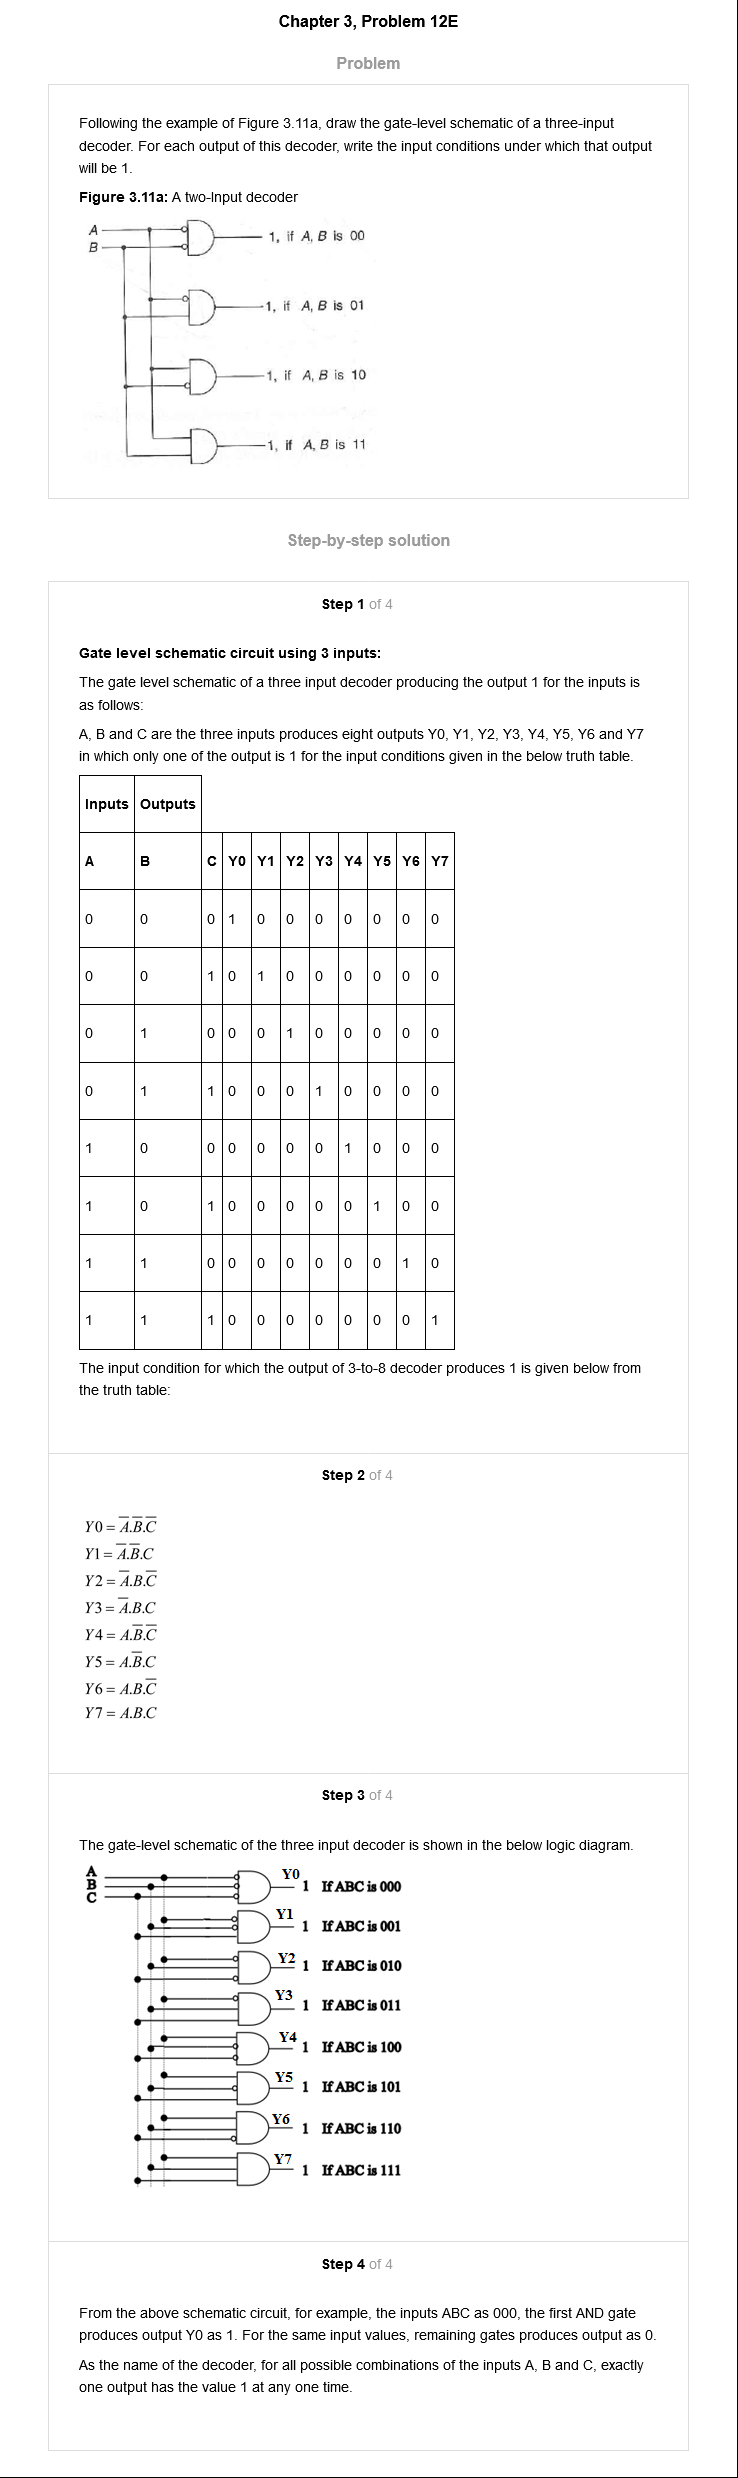 Chapter 3, Problem 12E
Problem
Following the example of Figure 3.11a, draw the gate-level schematic of a three-input
decoder. For each output of this decoder, write the input conditions under which that output
will be 1.
Figure 3.11a: A two-Input decoder
A
B
1, if A, B is 00
1, if A, B is 01
1, if A, B is 10
1, if A, B is 11
Step-by-step solution
Step 1 of 4
Gate level schematic circuit using 3 inputs:
The gate level schematic of a three input decoder producing the output 1 for the inputs is
as follows:
A, B and C are the three inputs produces eight outputs Y0, Y1, Y2, Y3, Y4, Y5, Y6 and Y7
in which only one of the output is 1 for the input conditions given in the below truth table.
Inputs Outputs
A B C Y0 Y1 Y2 Y3 Y4 Y5 Y6 Y7
0 0 0 1 0 0 0 0 0 0 0
0 0 1 0 1 0 0 0 0 0 0
0 1 0 0 0 1 0 0 0 0 0
0 1 1 0 0 0 1 0 0 0 0
1 0 0 0 0 0 0 1 0 0 0
1 0 1 0 0 0 0 0 1 0 0
1 1 0 0 0 0 0 0 0 1 0
1 1 1 0 0 0 0 0 0 0 1
The input condition for which the output of 3-to-8 decoder produces 1 is given below from
the truth table:
Step 2 of 4
Y0 = A̅.B̅.C̅
Y1 = A̅.B̅.C
Y2 = A̅.B.C̅
Y3 = A̅.B.C
Y4 = A.B̅.C̅
Y5 = A.B̅.C
Y6 = A.B.C̅
Y7 = A.B.C
Step 3 of 4
The gate-level schematic of the three input decoder is shown in the below logic diagram.
A
B
C
Y0 1 If ABC is 000
Y1 1 If ABC is 001
Y2 1 If ABC is 010
Y3 1 If ABC is 011
Y4 1 If ABC is 100
Y5 1 If ABC is 101
Y6 1 If ABC is 110
Y7 1 If ABC is 111
Step 4 of 4
From the above schematic circuit, for example, the inputs ABC as 000, the first AND gate
produces output Y0 as 1. For the same input values, remaining gates produces output as 0.
As the name of the decoder, for all possible combinations of the inputs A, B and C, exactly
one output has the value 1 at any one time.